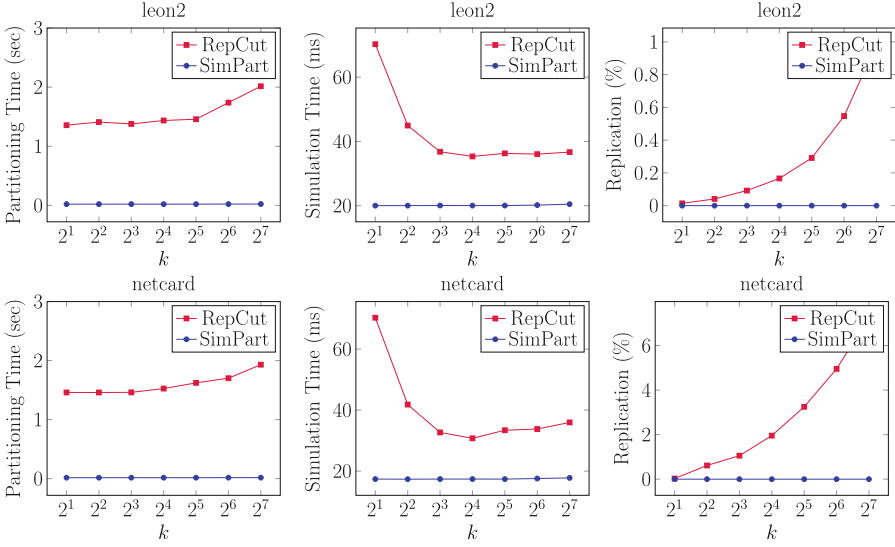 leon2
Partitioning Time (sec)
3
2
1
0
RepCut
SimPart
2^1 2^2 2^3 2^4 2^5 2^6 2^7
k
leon2
Simulation Time (ms)
60
40
20
RepCut
SimPart
2^1 2^2 2^3 2^4 2^5 2^6 2^7
k
leon2
Replication (%)
1
0.8
0.6
0.4
0.2
0
RepCut
SimPart
2^1 2^2 2^3 2^4 2^5 2^6 2^7
k
netcard
Partitioning Time (sec)
3
2
1
0
RepCut
SimPart
2^1 2^2 2^3 2^4 2^5 2^6 2^7
k
netcard
Simulation Time (ms)
60
40
20
RepCut
SimPart
2^1 2^2 2^3 2^4 2^5 2^6 2^7
k
netcard
Replication (%)
6
4
2
0
RepCut
SimPart
2^1 2^2 2^3 2^4 2^5 2^6 2^7
k